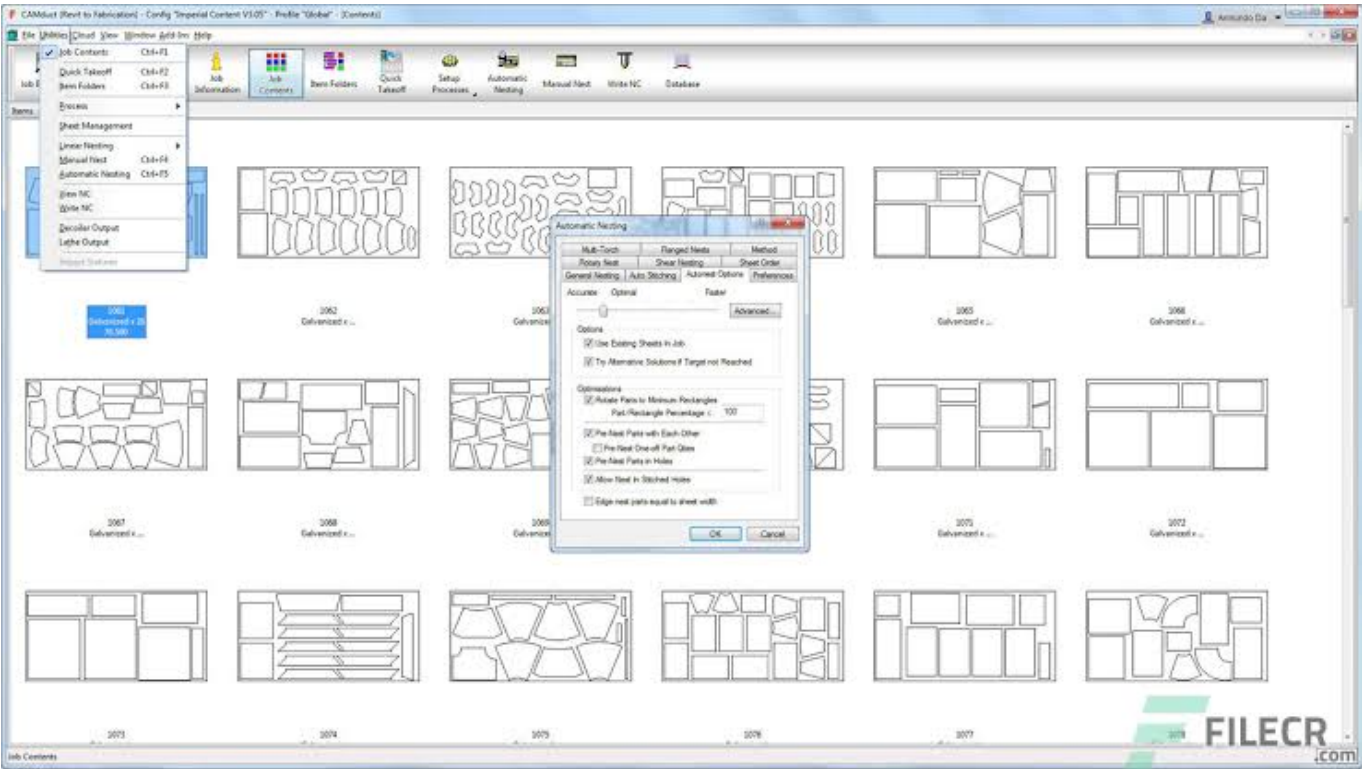 CAMduct (Revit to Fabrication) - Config "Imperial Content V3.05" - Profile "Global" - [Contents]
Armando Da
File Utilities Cloud View Window Add-Ins Help
Job Contents Ctrl+F1
Quick Takeoff Ctrl+F2
Item Folders Ctrl+F3
Process
Sheet Management
Linear Nesting
Manual Nest Ctrl+F4
Automatic Nesting Ctrl+F5
View NC
Write NC
Decoiler Output
Lathe Output
Job Information
Job Contents
Item Folders
Quick Takeoff
Setup Processes
Automatic Nesting
Manual Nest
Write NC
Database
Items
1061
Galvanized x
1062
Galvanized x ...
1065
Galvanized x ...
1066
Galvanized x ...
Automatic Nesting
Multi-Torch Flanged Nests Method
Rotary Nest Shear Nesting Sheet Order
General Nesting Auto Stitching Autonest Options Preferences
Accurate Optimal Faster
Advanced...
Options
Use Existing Sheets in Job
Try Alternative Solutions if Target not Reached
Optimisations
Rotate Parts to Minimum Rectangles
Part/Rectangle Percentage < 100
Pre-Nest Parts with Each Other
Pre-Nest One-off Part Qties
Pre-Nest Parts in Holes
Allow Nest in Stitched Holes
Edge nest parts equal to sheet width
OK Cancel
1067
Galvanized x ...
1068
Galvanized x ...
1071
Galvanized x ...
1072
Galvanized x ...
1073
1074
1075
1076
1077
FILECR
.com
Job Contents